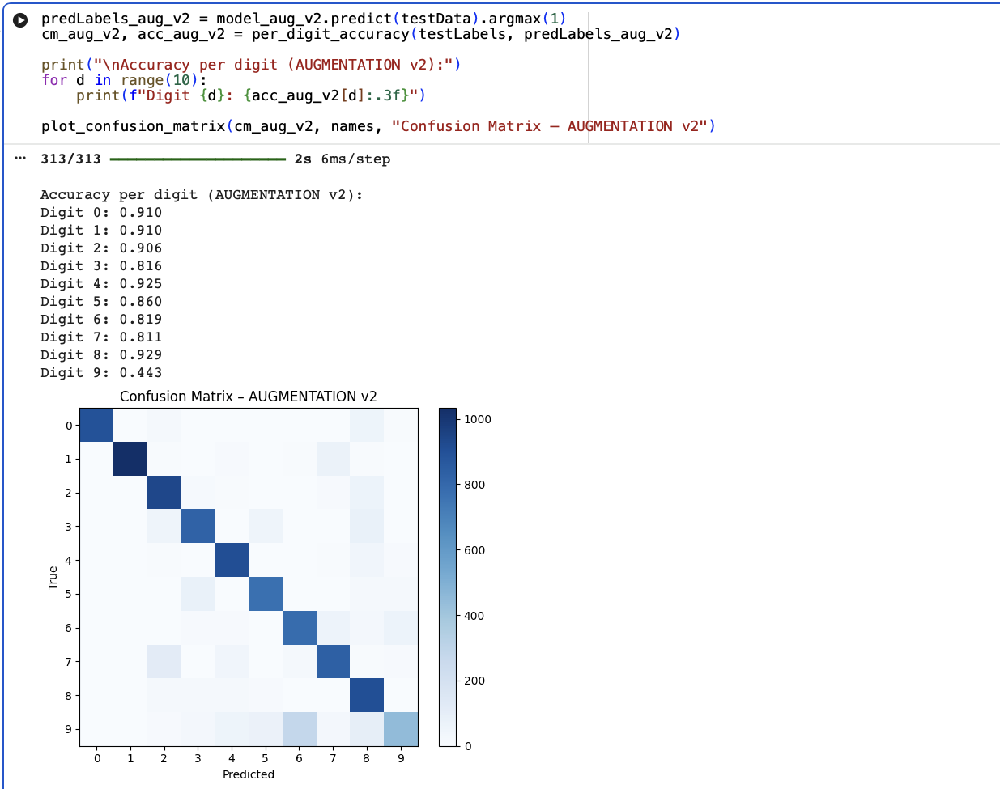 predLabels_aug_v2 = model_aug_v2.predict(testData).argmax(1)
cm_aug_v2, acc_aug_v2 = per_digit_accuracy(testLabels, predLabels_aug_v2)
print("\nAccuracy per digit (AUGMENTATION v2):")
for d in range(10):
    print(f"Digit {d}: {acc_aug_v2[d]:.3f}")
plot_confusion_matrix(cm_aug_v2, names, "Confusion Matrix – AUGMENTATION v2")
313/313 2s 6ms/step
Accuracy per digit (AUGMENTATION v2):
Digit 0: 0.910
Digit 1: 0.910
Digit 2: 0.906
Digit 3: 0.816
Digit 4: 0.925
Digit 5: 0.860
Digit 6: 0.819
Digit 7: 0.811
Digit 8: 0.929
Digit 9: 0.443
Confusion Matrix – AUGMENTATION v2
True
0
1
2
3
4
5
6
7
8
9
0 1 2 3 4 5 6 7 8 9
Predicted
1000
800
600
400
200
0